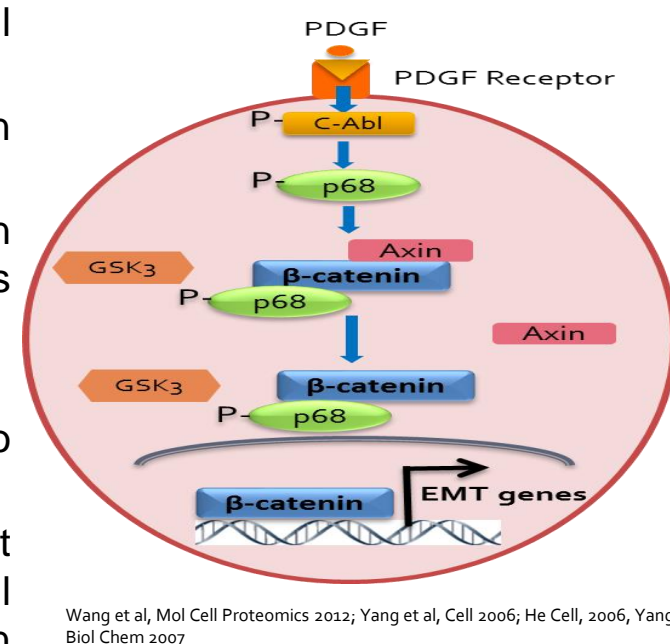 PDGF
PDGF Receptor
P-
C-Abl
P-
p68
Axin
GSK3
β-catenin
P-
p68
Axin
GSK3
β-catenin
P-
p68
β-catenin
EMT genes
Wang et al, Mol Cell Proteomics 2012; Yang et al, Cell 2006; He Cell, 2006, Yang
Biol Chem 2007